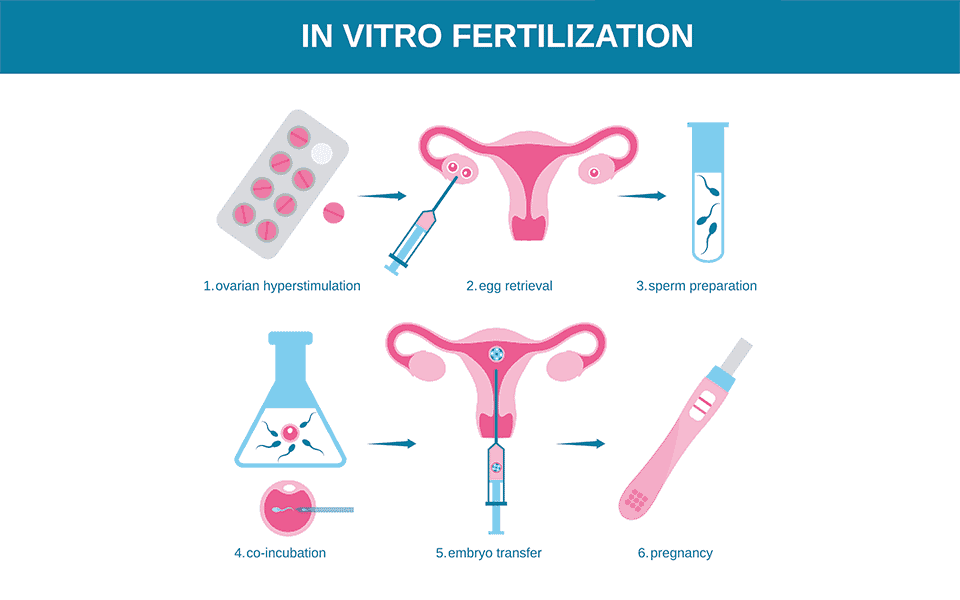 IN VITRO FERTILIZATION
1.ovarian hyperstimulation
2.egg retrieval
3.sperm preparation
4.co-incubation
5.embryo transfer
6.pregnancy